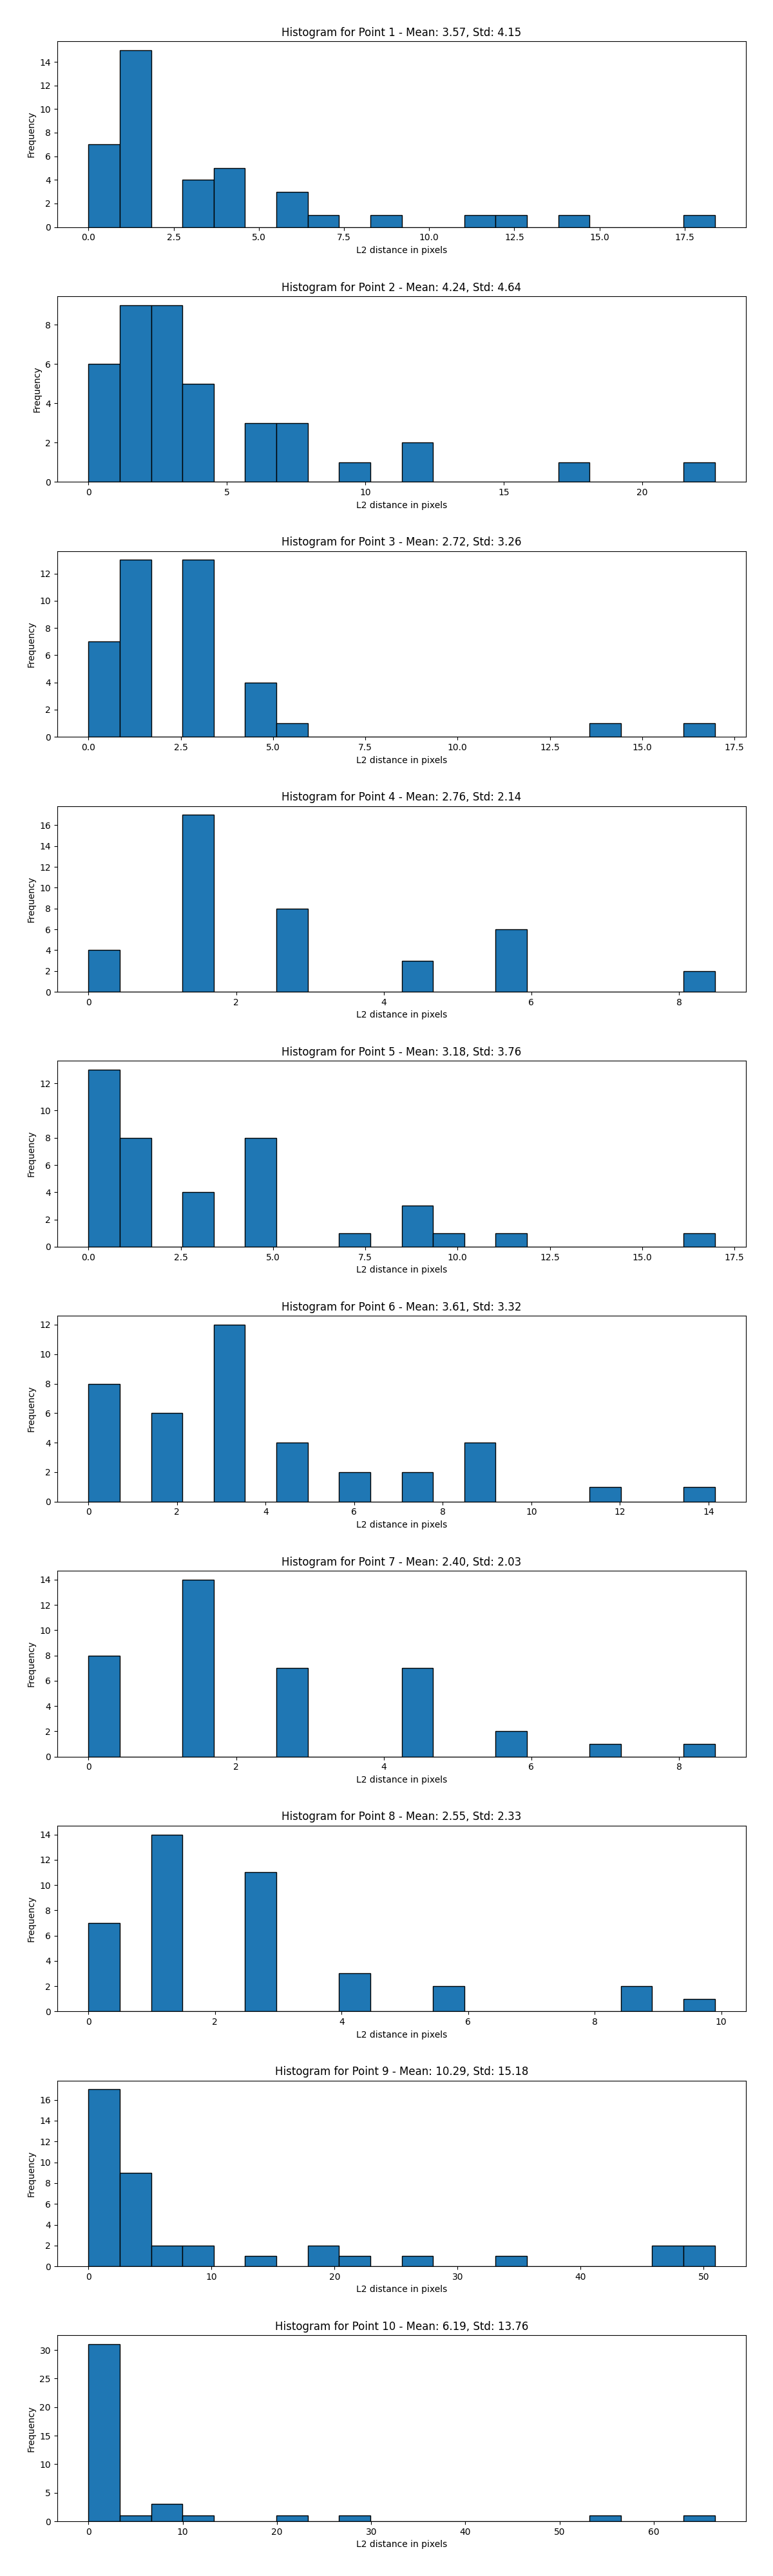 Histogram for Point 1 - Mean: 3.57, Std: 4.15
14
12
10
8
6
4
2
0
Frequency
0.0 2.5 5.0 7.5 10.0 12.5 15.0 17.5
L2 distance in pixels
Histogram for Point 2 - Mean: 4.24, Std: 4.64
8
6
4
2
0
Frequency
0 5 10 15 20
L2 distance in pixels
Histogram for Point 3 - Mean: 2.72, Std: 3.26
12
10
8
6
4
2
0
Frequency
0.0 2.5 5.0 7.5 10.0 12.5 15.0 17.5
L2 distance in pixels
Histogram for Point 4 - Mean: 2.76, Std: 2.14
16
14
12
10
8
6
4
2
0
Frequency
0 2 4 6 8
L2 distance in pixels
Histogram for Point 5 - Mean: 3.18, Std: 3.76
12
10
8
6
4
2
0
Frequency
0.0 2.5 5.0 7.5 10.0 12.5 15.0 17.5
L2 distance in pixels
Histogram for Point 6 - Mean: 3.61, Std: 3.32
12
10
8
6
4
2
0
Frequency
0 2 4 6 8 10 12 14
L2 distance in pixels
Histogram for Point 7 - Mean: 2.40, Std: 2.03
14
12
10
8
6
4
2
0
Frequency
0 2 4 6 8
L2 distance in pixels
Histogram for Point 8 - Mean: 2.55, Std: 2.33
14
12
10
8
6
4
2
0
Frequency
0 2 4 6 8 10
L2 distance in pixels
Histogram for Point 9 - Mean: 10.29, Std: 15.18
16
14
12
10
8
6
4
2
0
Frequency
0 10 20 30 40 50
L2 distance in pixels
Histogram for Point 10 - Mean: 6.19, Std: 13.76
30
25
20
15
10
5
0
Frequency
0 10 20 30 40 50 60
L2 distance in pixels